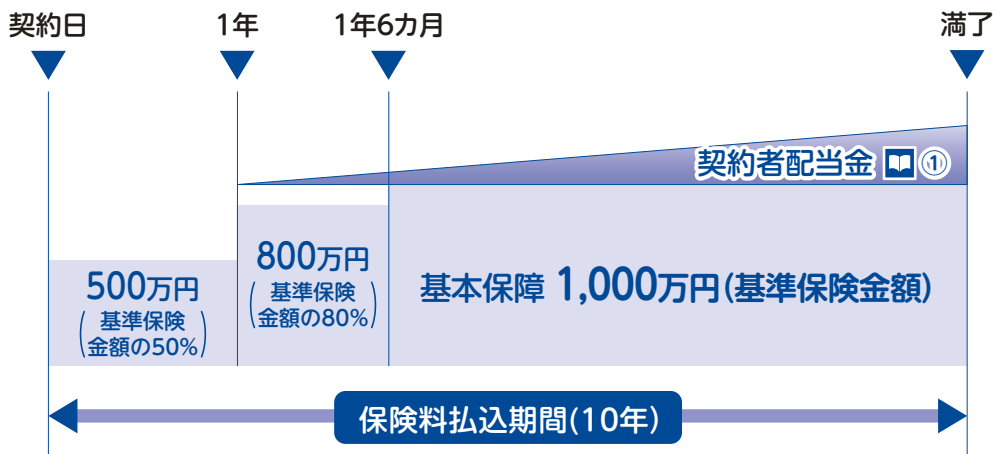 契約日 1年 1年6カ月 満了
契約者配当金 ①
500万円
(基準保険
金額の50%)
800万円
(基準保険
金額の80%)
基本保障 1,000万円(基準保険金額)
保険料払込期間(10年)